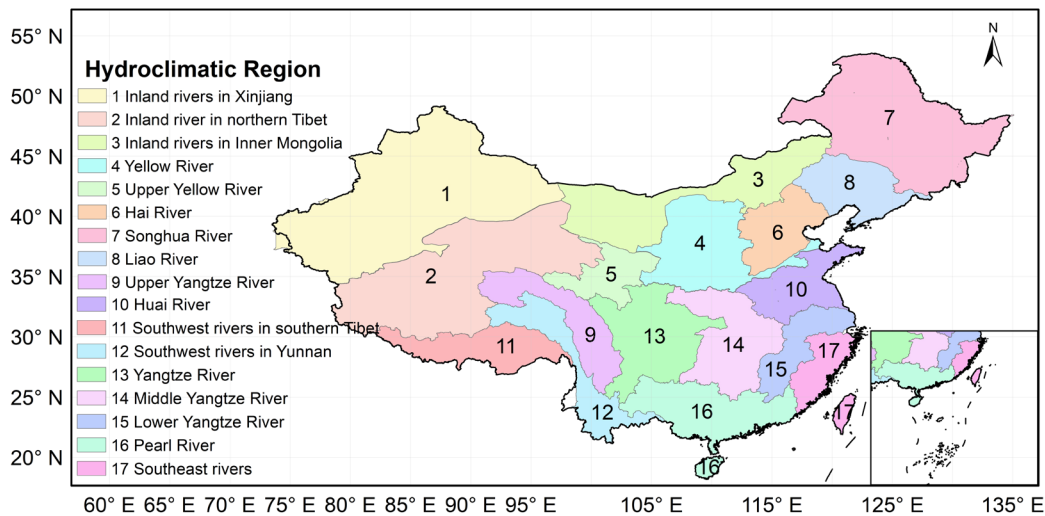 55° N
50° N
45° N
40° N
35° N
30° N
25° N
20° N
N
Hydroclimatic Region
1 Inland rivers in Xinjiang
2 Inland river in northern Tibet
3 Inland rivers in Inner Mongolia
4 Yellow River
5 Upper Yellow River
6 Hai River
7 Songhua River
8 Liao River
9 Upper Yangtze River
10 Huai River
11 Southwest rivers in southern Tibet
12 Southwest rivers in Yunnan
13 Yangtze River
14 Middle Yangtze River
15 Lower Yangtze River
16 Pearl River
17 Southeast rivers
7
3
8
1
6
4
2
5
10
9
13
14
11
17
15
12
16
17
16
60° E 65° E 70° E 75° E 80° E 85° E 90° E 95° E 105° E 115° E 125° E 135° E